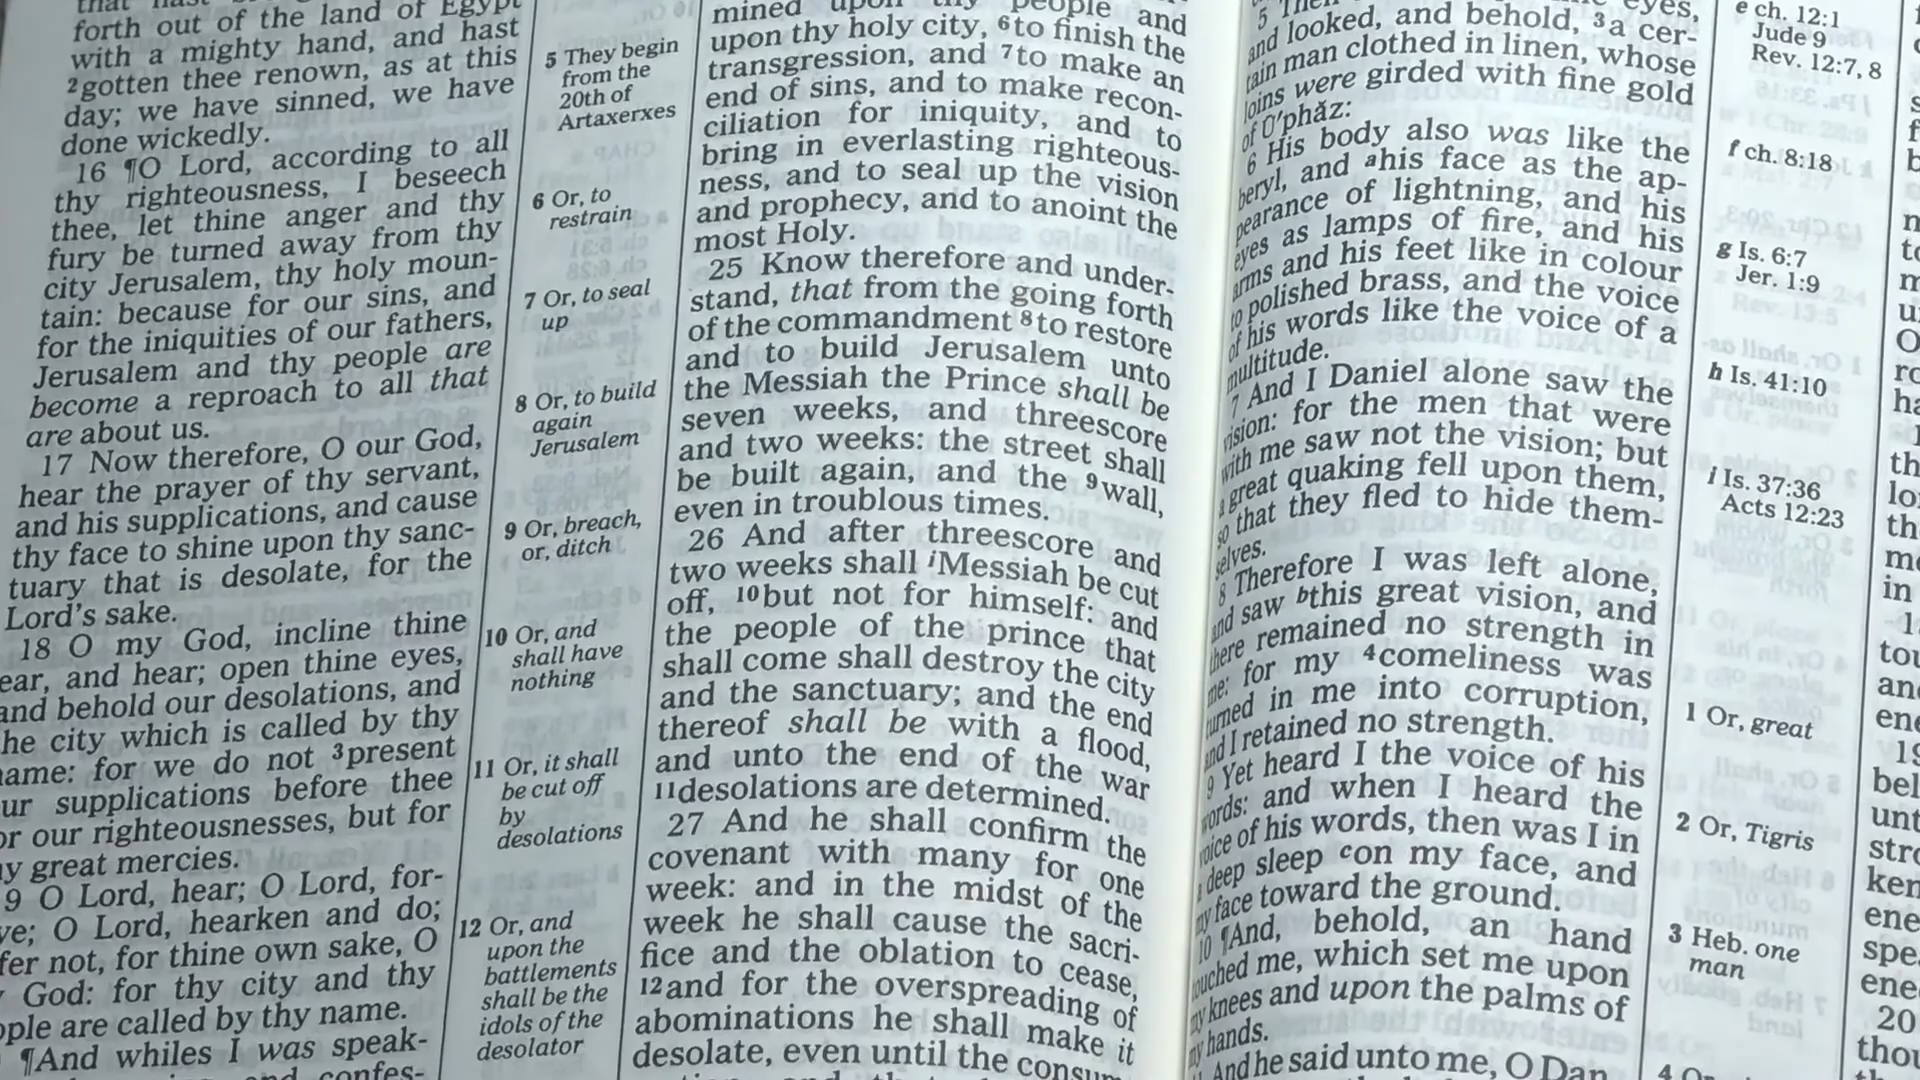 forth out of the land of Egypt
with a mighty hand, and hast
2gotten thee renown, as at this
day; we have sinned, we have
done wickedly.
16 ¶O Lord, according to all
thy righteousness, I beseech
thee, let thine anger and thy
fury be turned away from thy
city Jerusalem, thy holy moun-
tain: because for our sins, and
for the iniquities of our fathers,
Jerusalem and thy people are
become a reproach to all that
are about us.
17 Now therefore, O our God,
hear the prayer of thy servant,
and his supplications, and cause
thy face to shine upon thy sanc-
tuary that is desolate, for the
Lord's sake.
18 O my God, incline thine
ear, and hear; open thine eyes,
and behold our desolations, and
he city which is called by thy
ame: for we do not 3present
ur supplications before thee
or our righteousnesses, but for
y great mercies.
9 O Lord, hear; O Lord, for-
ve; O Lord, hearken and do;
fer not, for thine own sake, O
God: for thy city and thy
ople are called by thy name.
¶And whiles I was speak-
5 They begin
from the
20th of
Artaxerxes
6 Or, to
restrain
7 Or, to seal
up
8 Or, to build
again
Jerusalem
9 Or, breach,
or, ditch
10 Or, and
shall have
nothing
11 Or, it shall
be cut off
by
desolations
12 Or, and
upon the
battlements
shall be the
idols of the
desolator
mined upon thy people and
upon thy holy city, 6to finish the
transgression, and 7to make an
end of sins, and to make recon-
ciliation for iniquity, and to
bring in everlasting righteous-
ness, and to seal up the vision
and prophecy, and to anoint the
most Holy.
25 Know therefore and under-
stand, that from the going forth
of the commandment 8to restore
and to build Jerusalem unto
the Messiah the Prince shall be
seven weeks, and threescore
and two weeks: the street shall
be built again, and the 9wall,
even in troublous times.
26 And after threescore and
two weeks shall iMessiah be cut
off, 10but not for himself: and
the people of the prince that
shall come shall destroy the city
and the sanctuary; and the end
thereof shall be with a flood,
and unto the end of the war
11desolations are determined.
27 And he shall confirm the
covenant with many for one
week: and in the midst of the
week he shall cause the sacri-
fice and the oblation to cease,
12and for the overspreading of
abominations he shall make it
desolate, even until the consum
5 Then eyes,
and looked, and behold, 3a cer-
tain man clothed in linen, whose
loins were girded with fine gold
of O'phăz:
6 His body also was like the
beryl, and ahis face as the ap-
pearance of lightning, and his
eyes as lamps of fire, and his
arms and his feet like in colour
to polished brass, and the voice
of his words like the voice of a
multitude.
7 And I Daniel alone saw the
vision: for the men that were
with me saw not the vision; but
a great quaking fell upon them,
so that they fled to hide them-
selves.
8 Therefore I was left alone,
and saw bthis great vision, and
there remained no strength in
me: for my 4comeliness was
turned in me into corruption,
and I retained no strength.
9 Yet heard I the voice of his
words: and when I heard the
voice of his words, then was I in
a deep sleep con my face, and
my face toward the ground.
10 ¶And, behold, an hand
touched me, which set me upon
my knees and upon the palms of
my hands.
And he said unto me, O Dan
e ch. 12:1
Jude 9
Rev. 12:7, 8
f ch. 8:18
g Is. 6:7
Jer. 1:9
h Is. 41:10
i Is. 37:36
Acts 12:23
1 Or, great
2 Or, Tigris
3 Heb. one
man